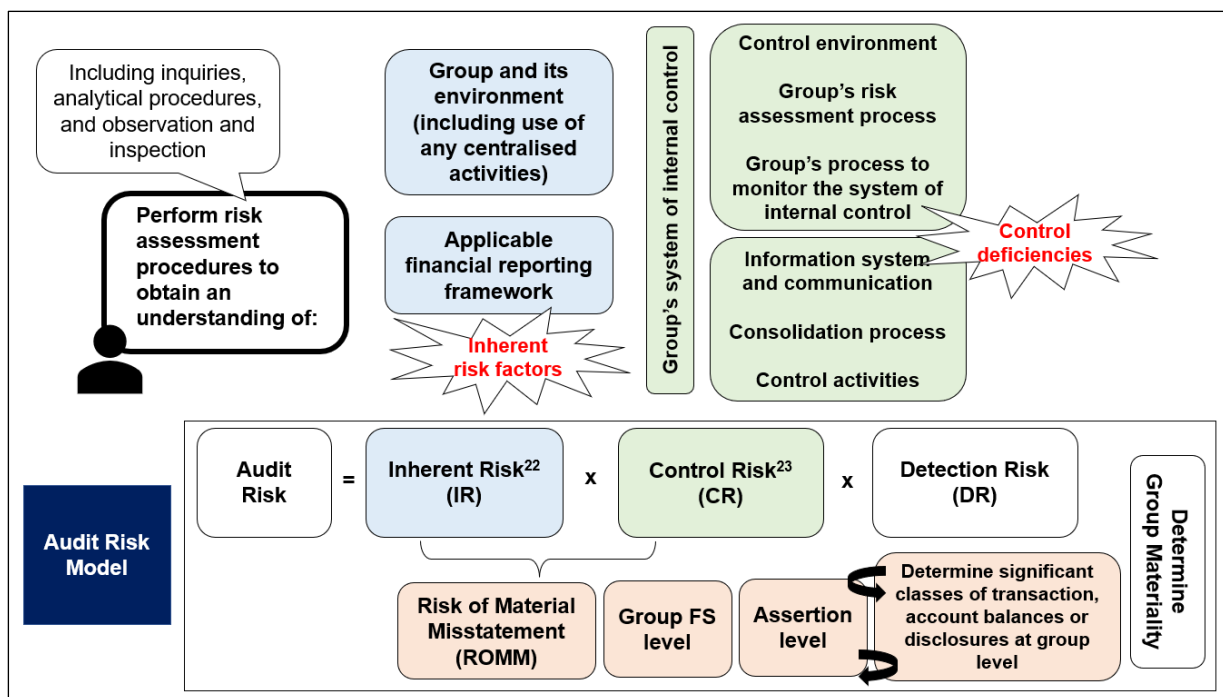 Including inquiries,
analytical procedures,
and observation and
inspection
Perform risk
assessment
procedures to
obtain an
understanding of:
Group and its
environment
(including use of
any centralised
activities)
Applicable
financial reporting
framework
Inherent
risk factors
Group's system of internal control
Control environment
Group's risk
assessment process
Group's process to
monitor the system of
internal control
Control
deficiencies
Information system
and communication
Consolidation process
Control activities
Audit Risk
Model
Audit
Risk
=
Inherent Risk²²
(IR)
x
Control Risk²³
(CR)
x
Detection Risk
(DR)
Determine
Group Materiality
Risk of Material
Misstatement
(ROMM)
Group FS
level
Assertion
level
Determine significant
classes of transaction,
account balances or
disclosures at group
level